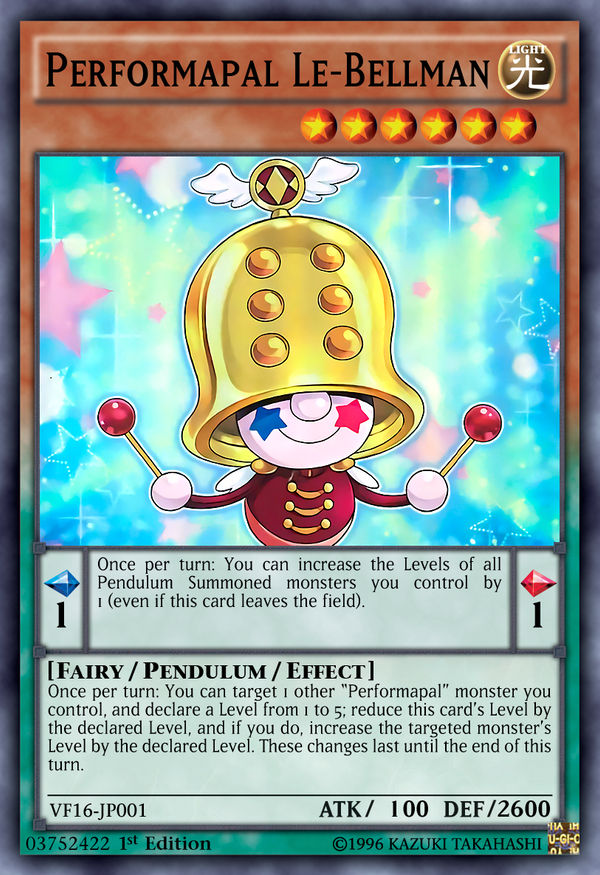 Performapal Le-Bellman
LIGHT
光
Once per turn: You can increase the Levels of all
Pendulum Summoned monsters you control by
1 (even if this card leaves the field).
1
1
[Fairy / Pendulum / Effect]
Once per turn: You can target 1 other "Performapal" monster you
control, and declare a Level from 1 to 5; reduce this card's Level by
the declared Level, and if you do, increase the targeted monster's
Level by the declared Level. These changes last until the end of this
turn.
VF16-JP001
ATK/ 100 DEF/2600
03752422 1st Edition
©1996 KAZUKI TAKAHASHI